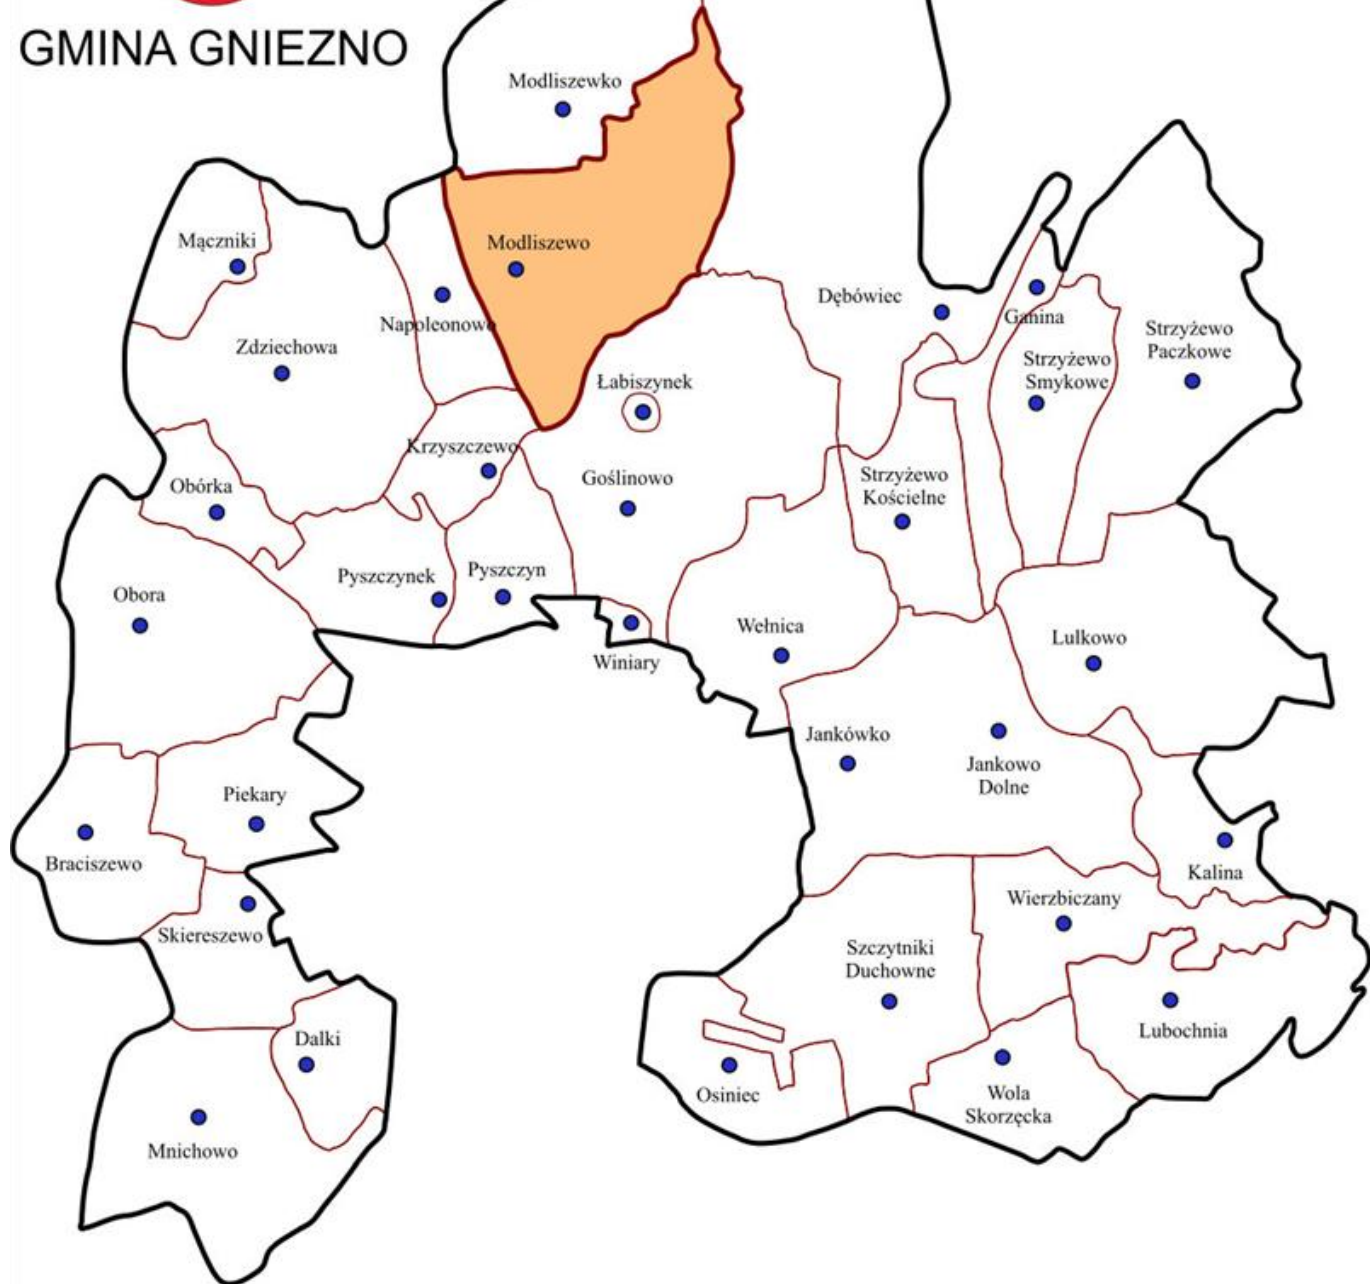 GMINA GNIEZNO
Modliszewko
Mączniki
Modliszewo
Dębówiec
Napoleonowo
Ganina
Zdziechowa
Strzyżewo
Paczkowe
Strzyżewo
Smykowe
Łabiszynek
Krzyszczewo
Goślinowo
Strzyżewo
Kościelne
Obórka
Pyszczynek
Pyszczyn
Obora
Wełnica
Lulkowo
Winiary
Jankówko
Jankowo
Dolne
Piekary
Braciszewo
Kalina
Wierzbiczany
Skiereszewo
Szczytniki
Duchowne
Lubochnia
Dalki
Osiniec
Wola
Skorzęcka
Mnichowo